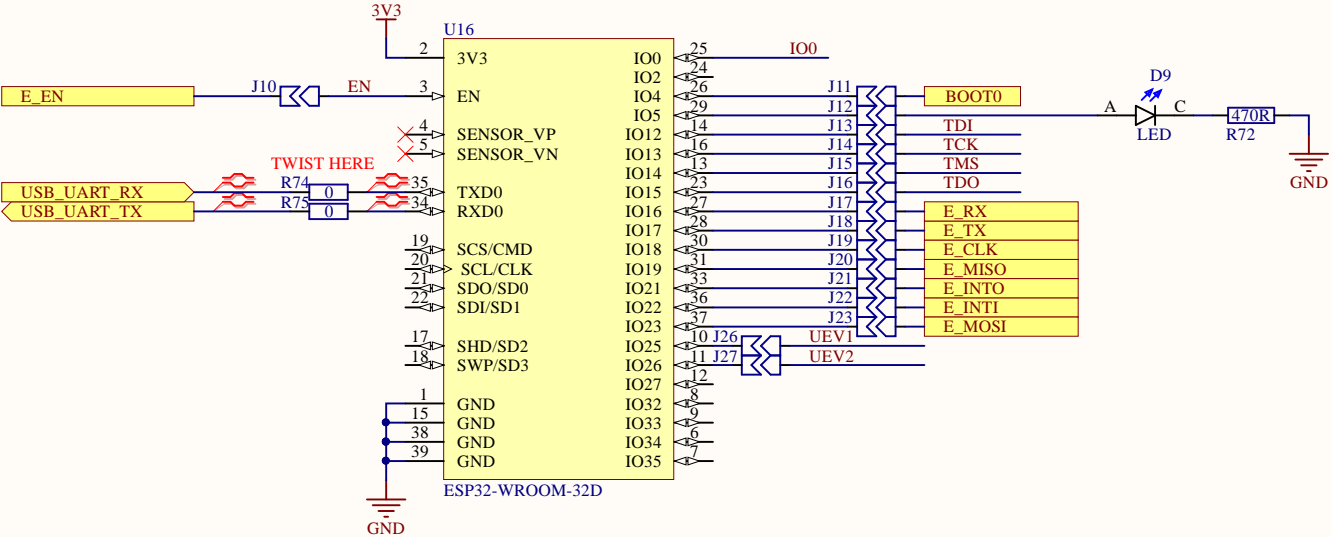 3V3
U16
2 3V3 IO0 25 IO0
IO2 24
E_EN J10 EN 3 EN IO4 26 J11 BOOT0
IO5 29 J12 A D9 LED C 470R R72
4 SENSOR_VP IO12 14 J13 TDI
5 SENSOR_VN IO13 16 J14 TCK
TWIST HERE IO14 13 J15 TMS
GND
USB_UART_RX R74 0 35 TXD0 IO15 23 J16 TDO
USB_UART_TX R75 0 34 RXD0 IO16 27 J17 E_RX
IO17 28 J18 E_TX
19 SCS/CMD IO18 30 J19 E_CLK
20 SCL/CLK IO19 31 J20 E_MISO
21 SDO/SD0 IO21 33 J21 E_INTO
22 SDI/SD1 IO22 36 J22 E_INTI
IO23 37 J23 E_MOSI
17 SHD/SD2 IO25 10 J26 UEV1
18 SWP/SD3 IO26 11 J27 UEV2
IO27 12
1 GND IO32 8
15 GND IO33 9
38 GND IO34 6
39 GND IO35 7
ESP32-WROOM-32D
GND